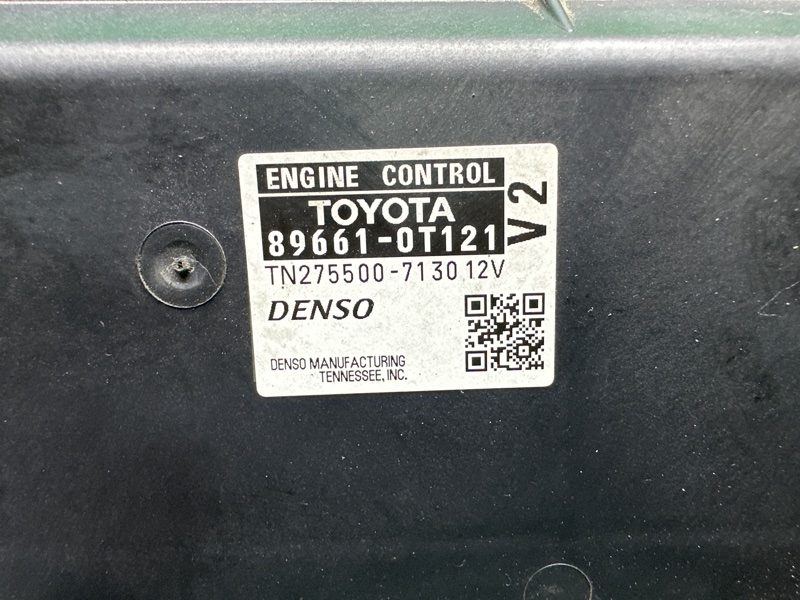 ENGINE CONTROL
TOYOTA
89661-0T121
V2
TN275500-7130 12V
DENSO
DENSO MANUFACTURING
TENNESSEE, INC.